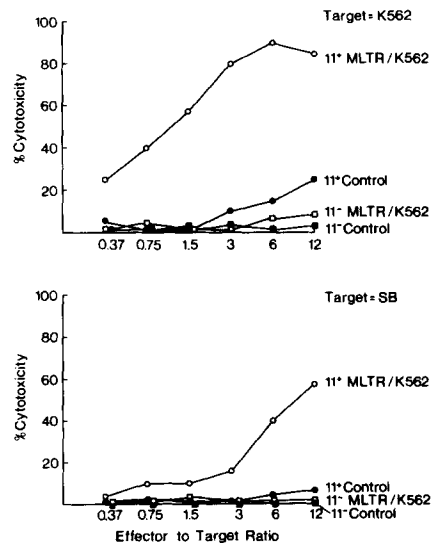 Target = K562
100
80
60
40
20
% Cytotoxicity
11+ MLTR/K562
11+ Control
11- MLTR/K562
11- Control
0.37 0.75 1.5 3 6 12
Target = SB
100
80
60
40
20
% Cytotoxicity
11+ MLTR/K562
11+ Control
11- MLTR/K562
11- Control
0.37 0.75 1.5 3 6 12
Effector to Target Ratio